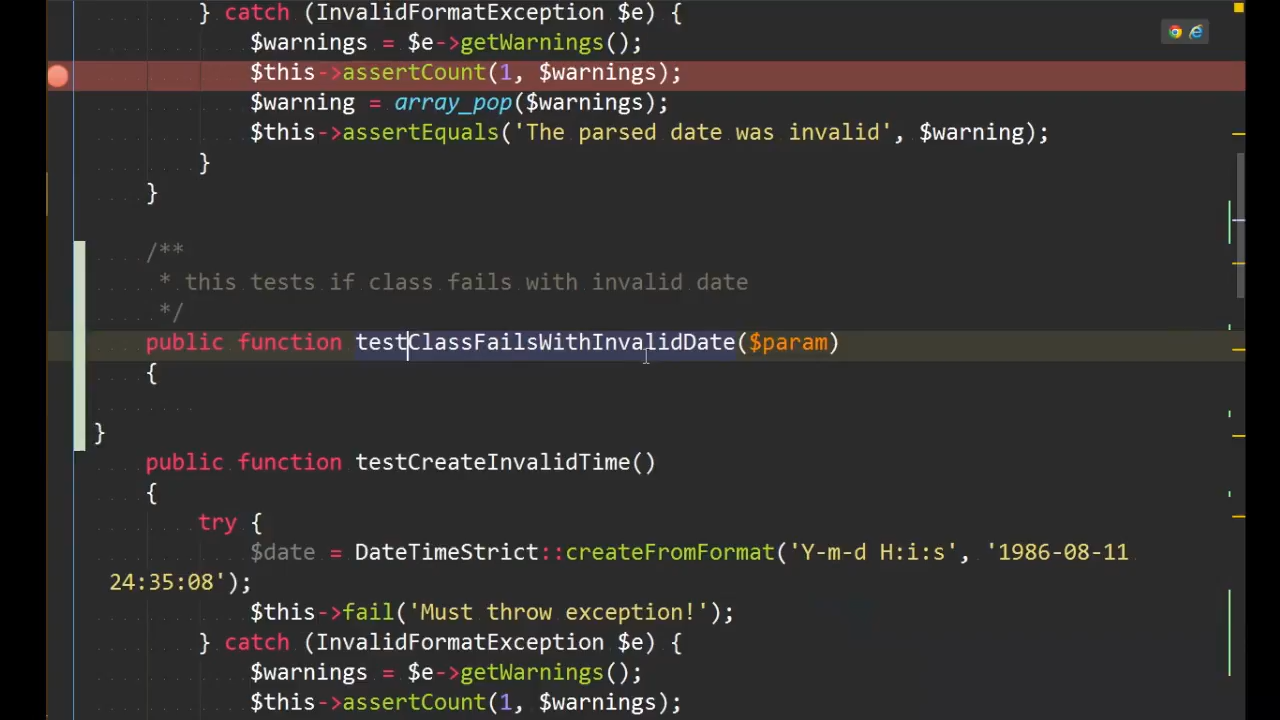 } catch (InvalidFormatException $e) {
$warnings = $e->getWarnings();
$this->assertCount(1, $warnings);
$warning = array_pop($warnings);
$this->assertEquals('The parsed date was invalid', $warning);
}
}
/**
* this tests if class fails with invalid date
*/
public function testClassFailsWithInvalidDate($param)
{
}
public function testCreateInvalidTime()
{
try {
$date = DateTimeStrict::createFromFormat('Y-m-d H:i:s', '1986-08-11
24:35:08');
$this->fail('Must throw exception!');
} catch (InvalidFormatException $e) {
$warnings = $e->getWarnings();
$this->assertCount(1, $warnings);